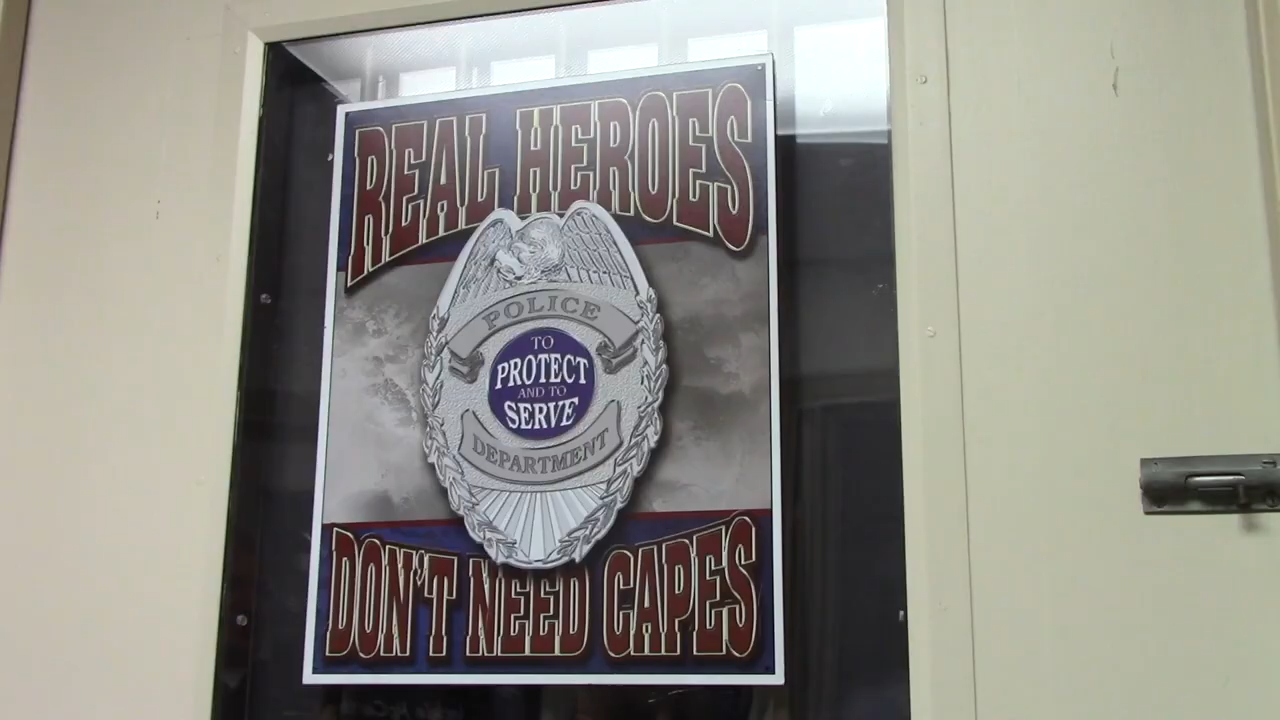 REAL HEROES
POLICE
TO
PROTECT
AND TO
SERVE
DEPARTMENT
DON'T NEED CAPES